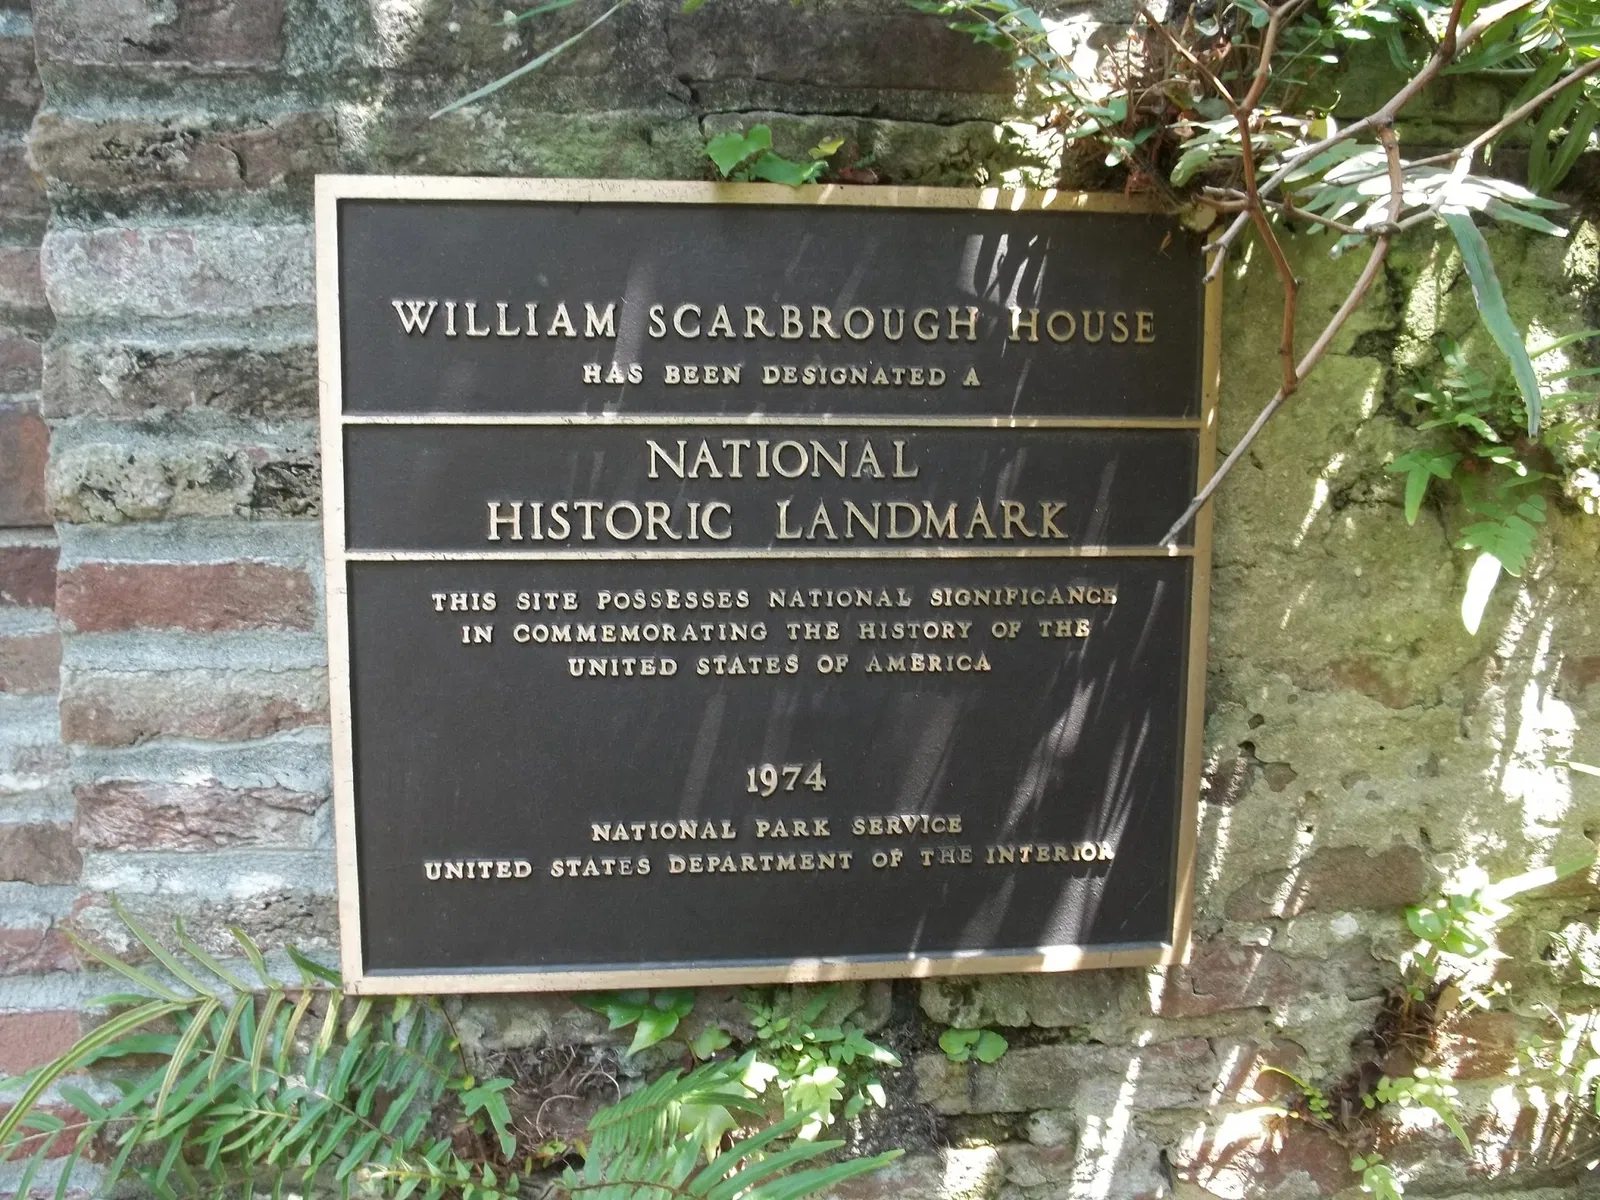 WILLIAM SCARBROUGH HOUSE
HAS BEEN DESIGNATED A
NATIONAL
HISTORIC LANDMARK
THIS SITE POSSESSES NATIONAL SIGNIFICANCE
IN COMMEMORATING THE HISTORY OF THE
UNITED STATES OF AMERICA
1974
NATIONAL PARK SERVICE
UNITED STATES DEPARTMENT OF THE INTERIOR